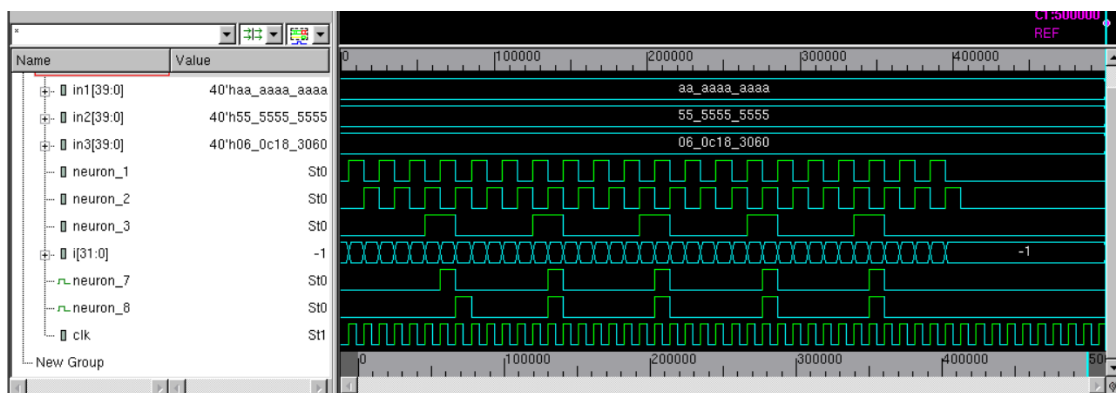 CT:500000
REF
*
Name Value
0 100000 200000 300000 400000
in1[39:0] 40'haa_aaaa_aaaa aa_aaaa_aaaa
in2[39:0] 40'h55_5555_5555 55_5555_5555
in3[39:0] 40'h06_0c18_3060 06_0c18_3060
neuron_1 St0
neuron_2 St0
neuron_3 St0
i[31:0] -1 -1
neuron_7 St0
neuron_8 St0
clk St1
New Group
0 100000 200000 300000 400000 50